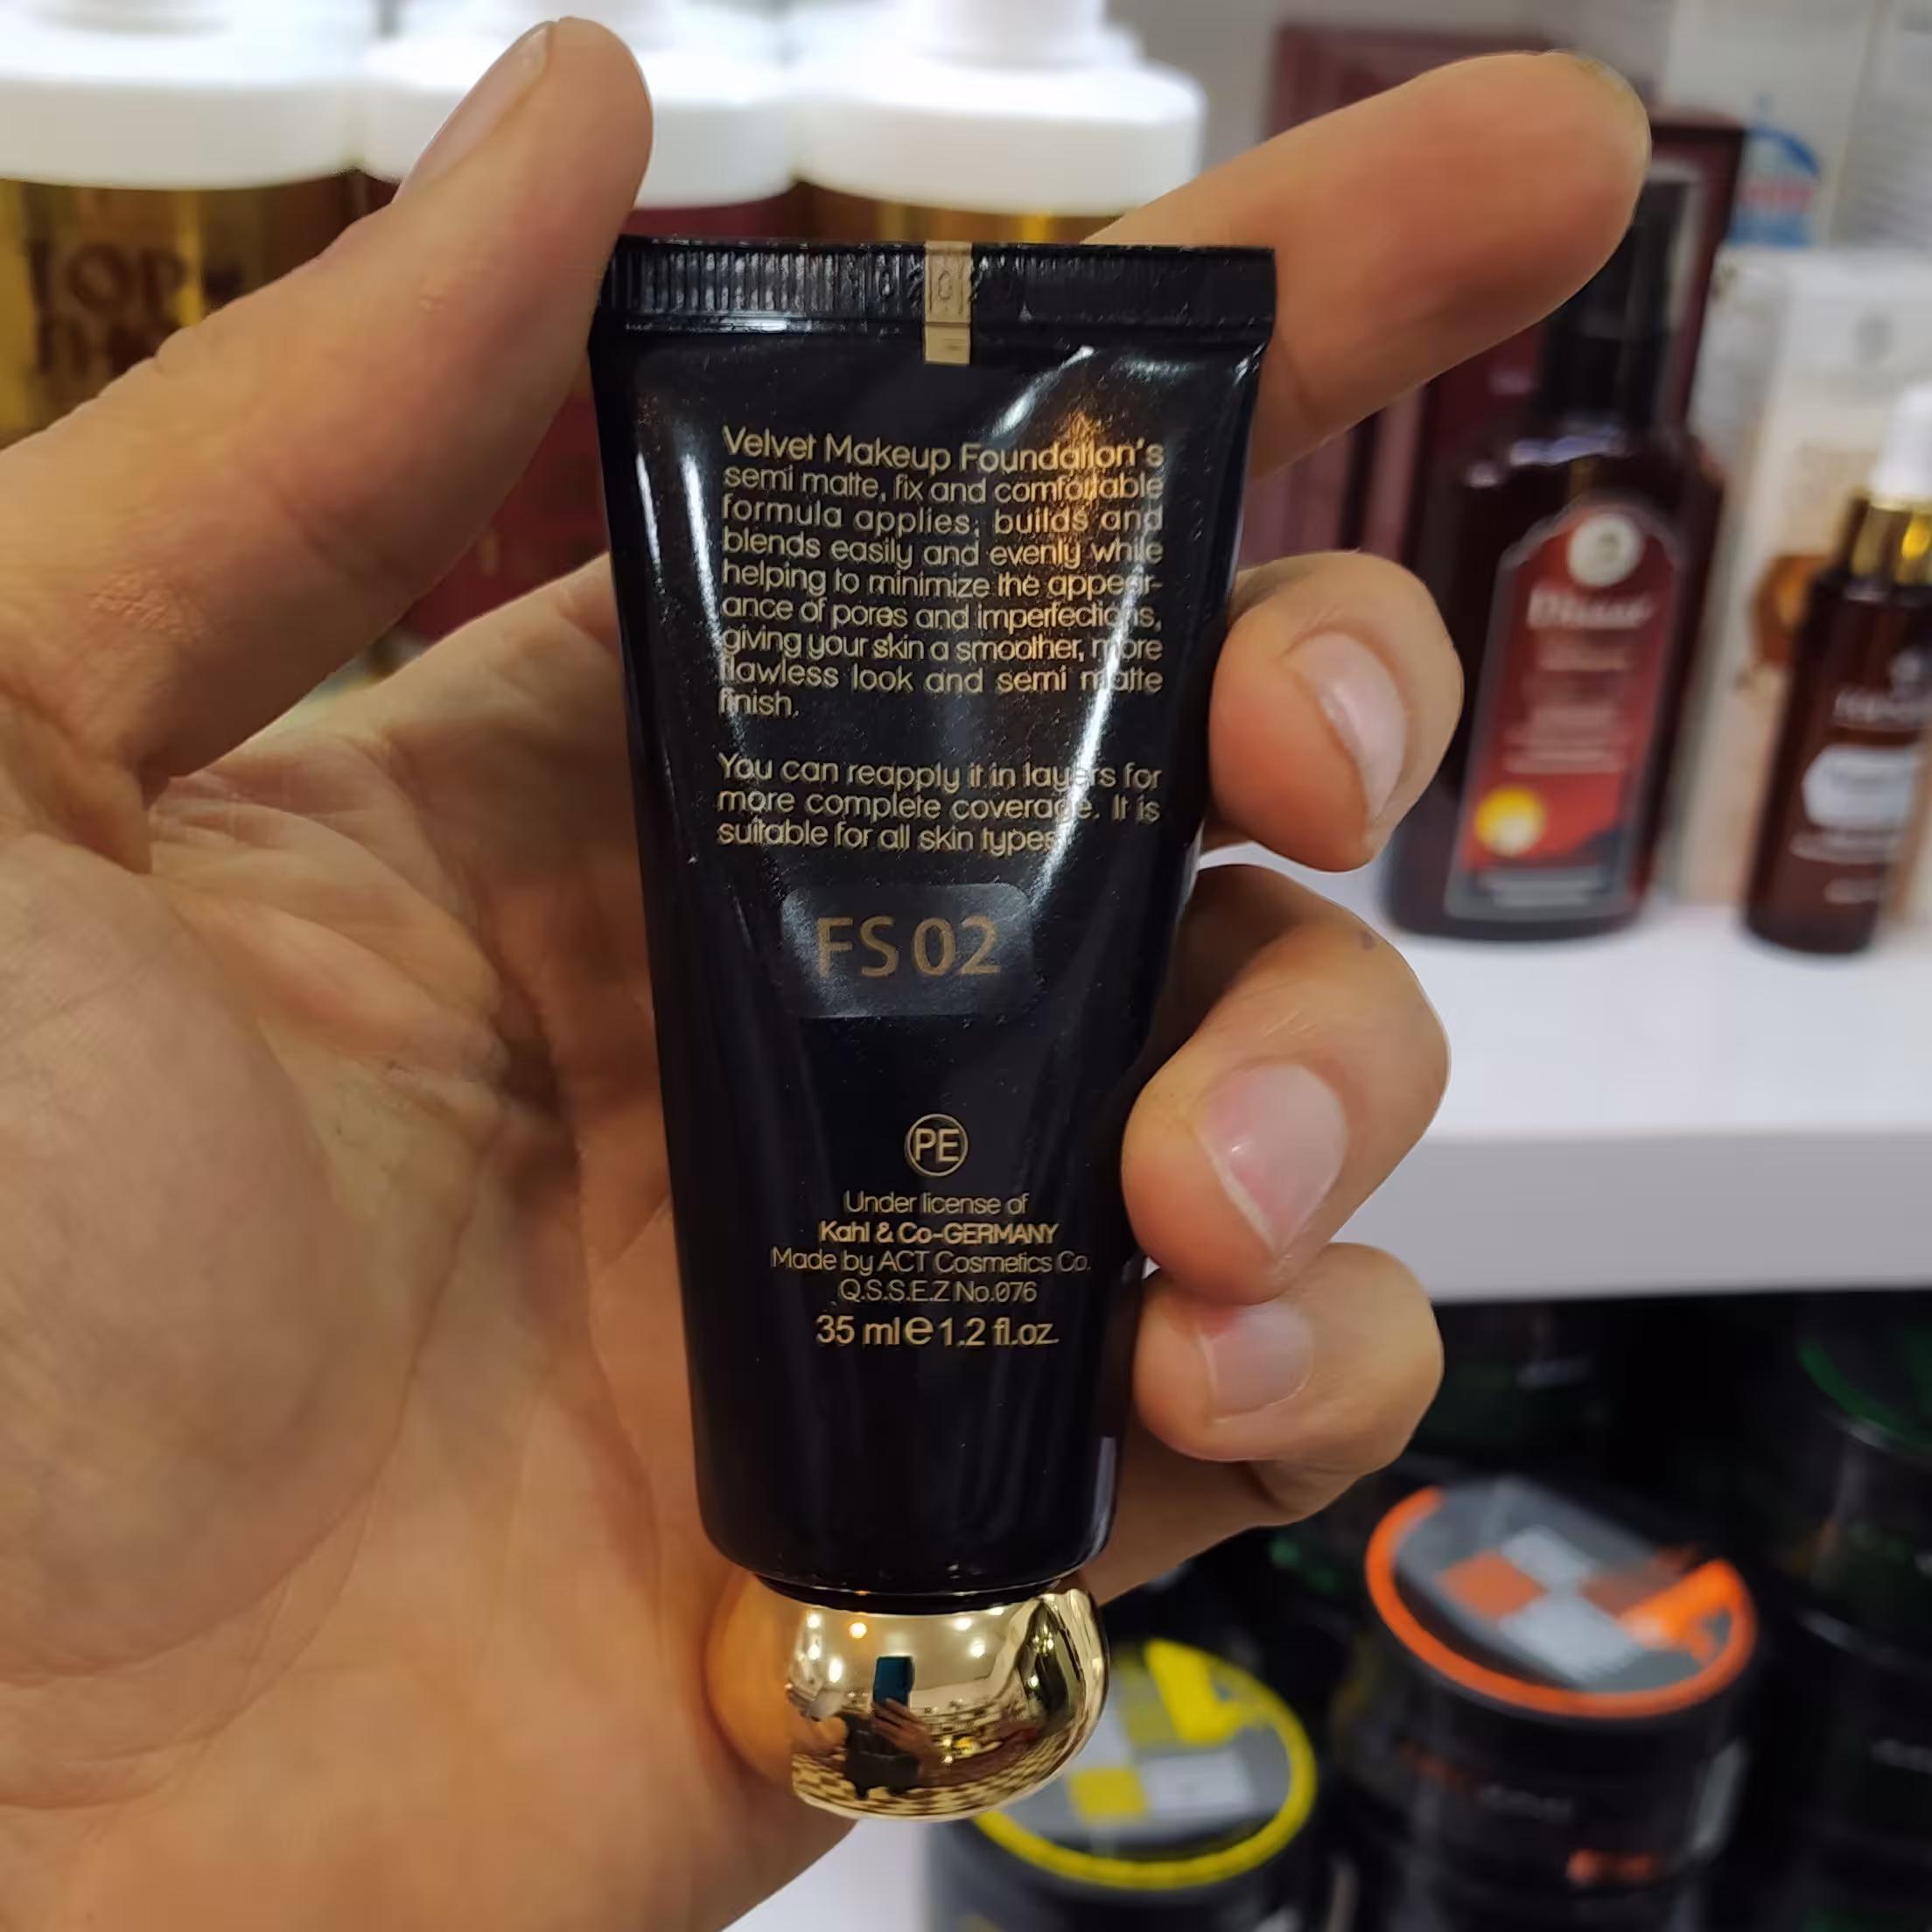 Velvet Makeup Foundation's
semi matte, fix and comfortable
formula applies, builds and
blends easily and evenly while
helping to minimize the appear-
ance of pores and imperfections,
giving your skin a smoother, more
flawless look and semi matte
finish.
You can reapply it in layers for
more complete coverage. It is
suitable for all skin types
FS 02
PE
Under license of
Kahl & Co-GERMANY
Made by ACT Cosmetics Co.
Q.S.S.E.Z No.076
35 ml e 1.2 fl.oz.
TOP